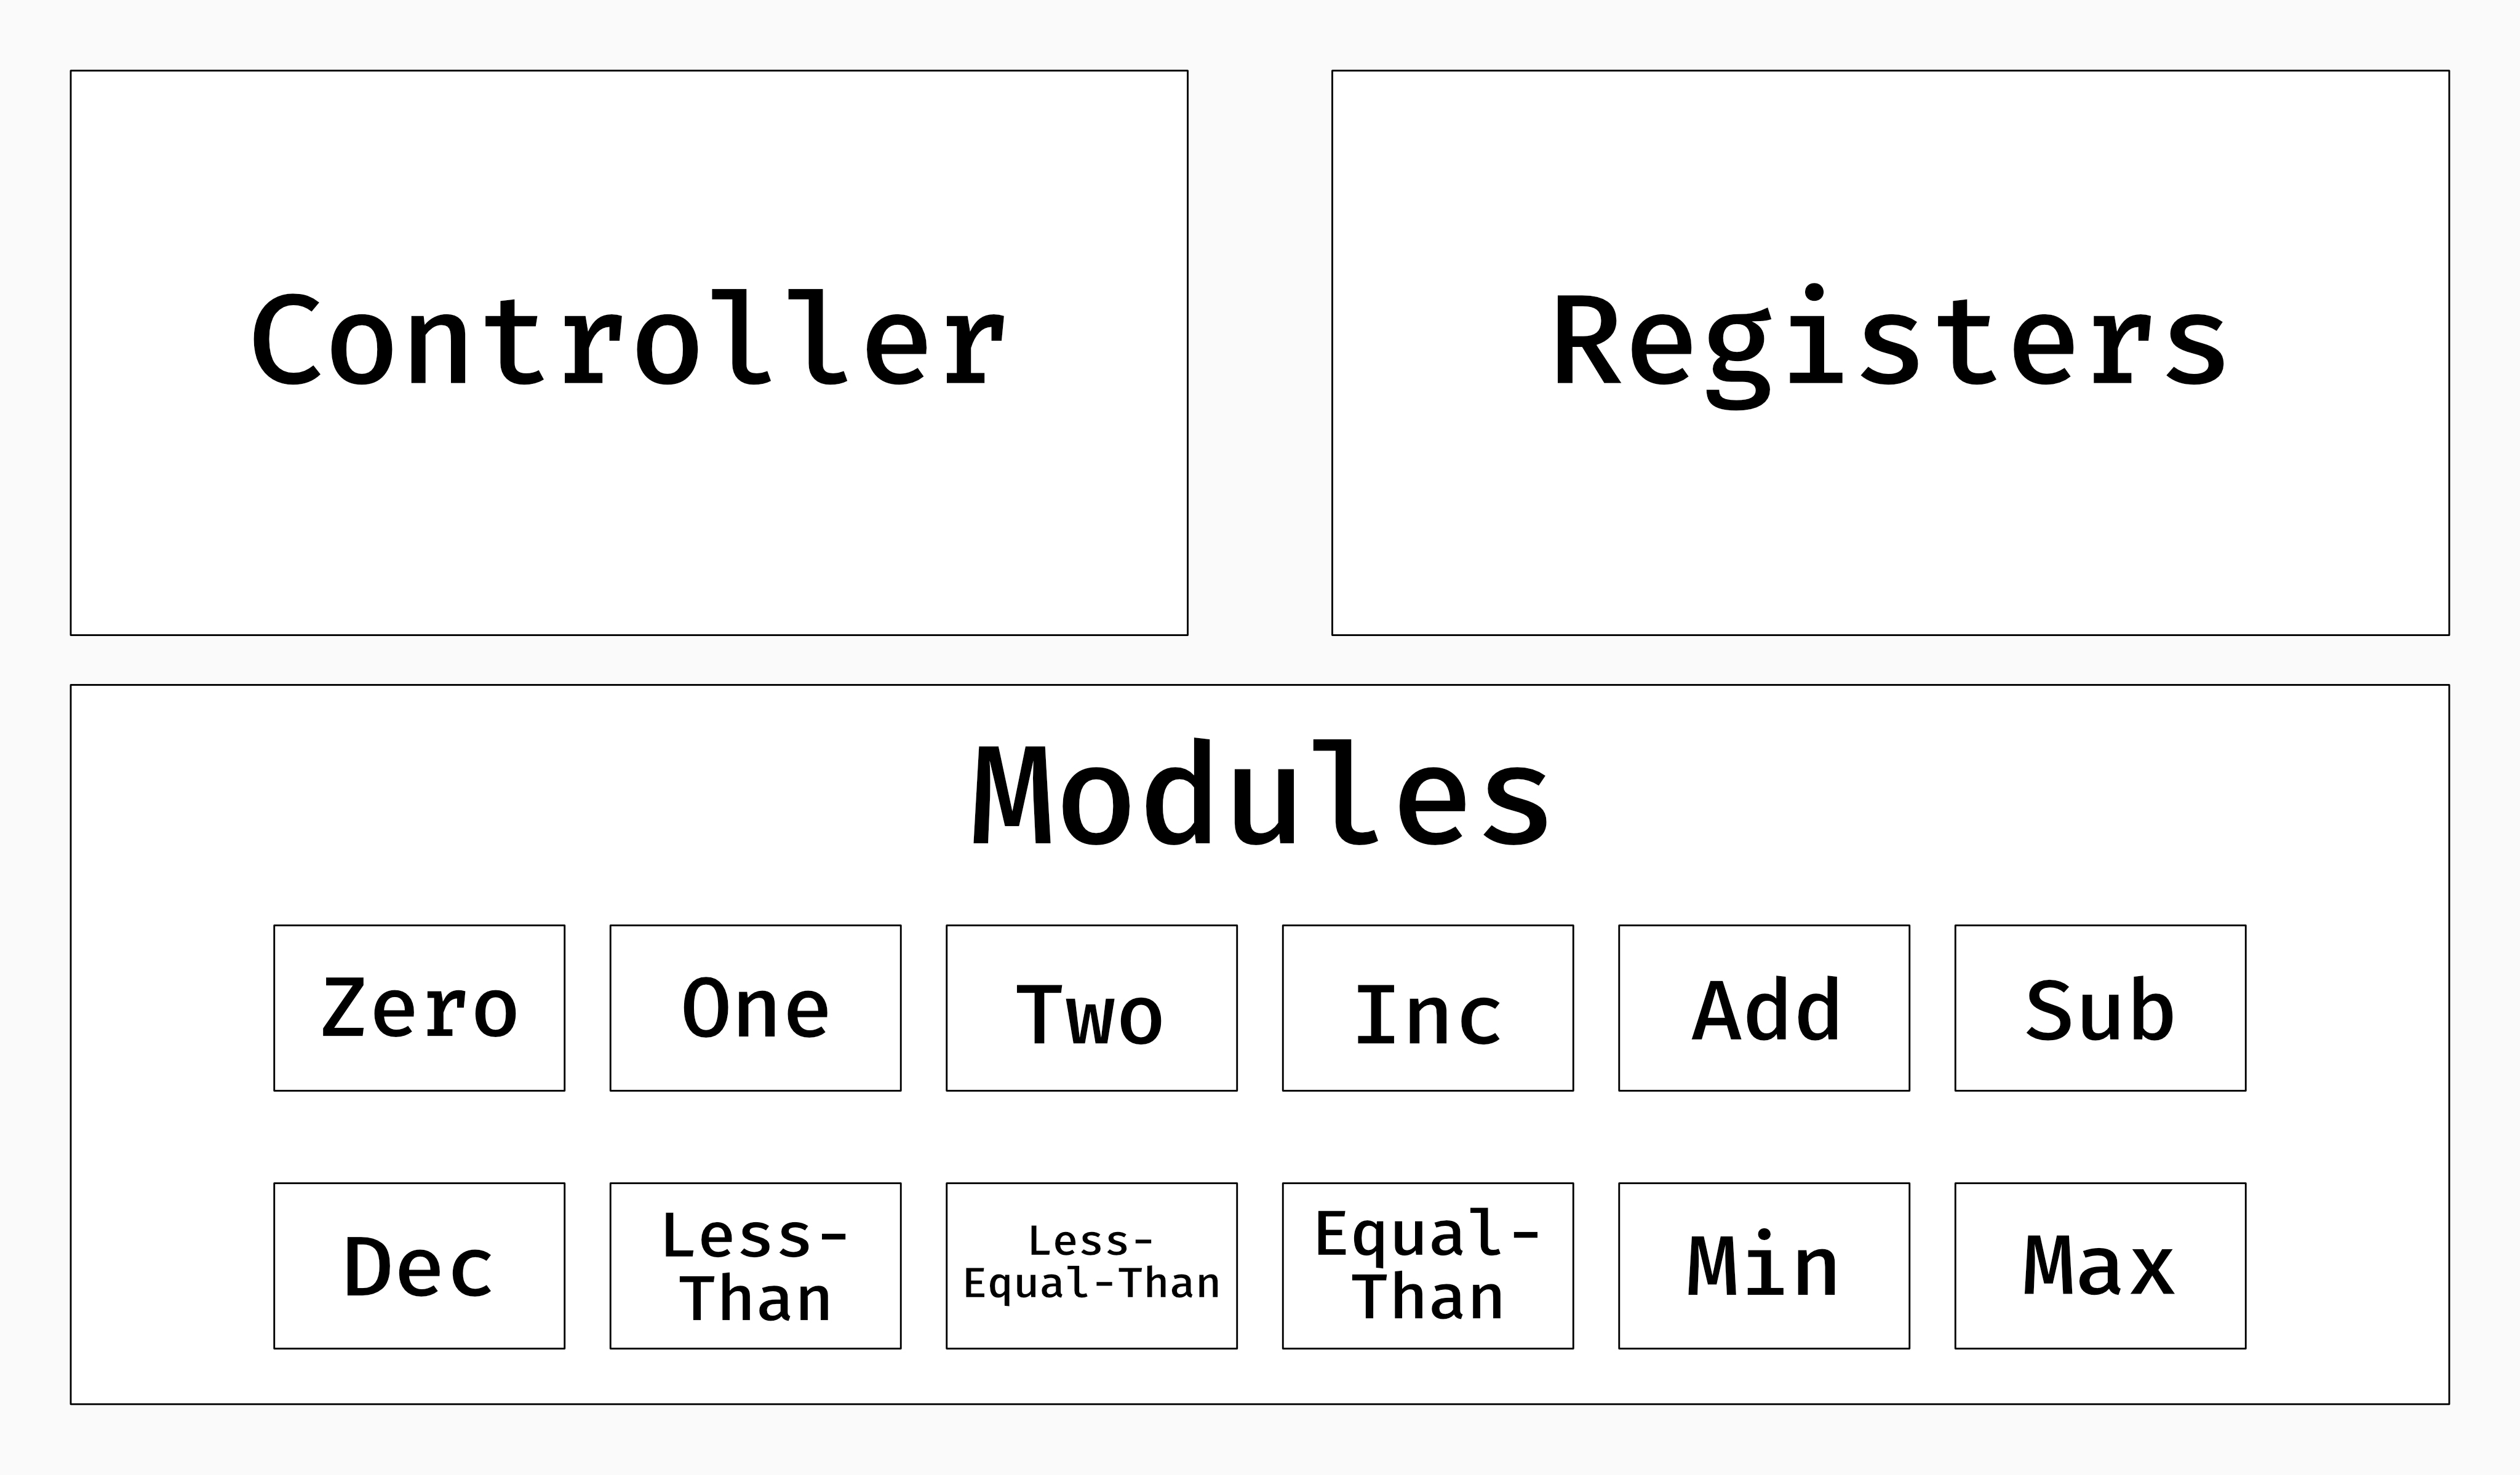 Controller
Registers
Modules
Zero
One
Two
Inc
Add
Sub
Dec
Less-
Than
Less-
Equal-Than
Equal-
Than
Min
Max